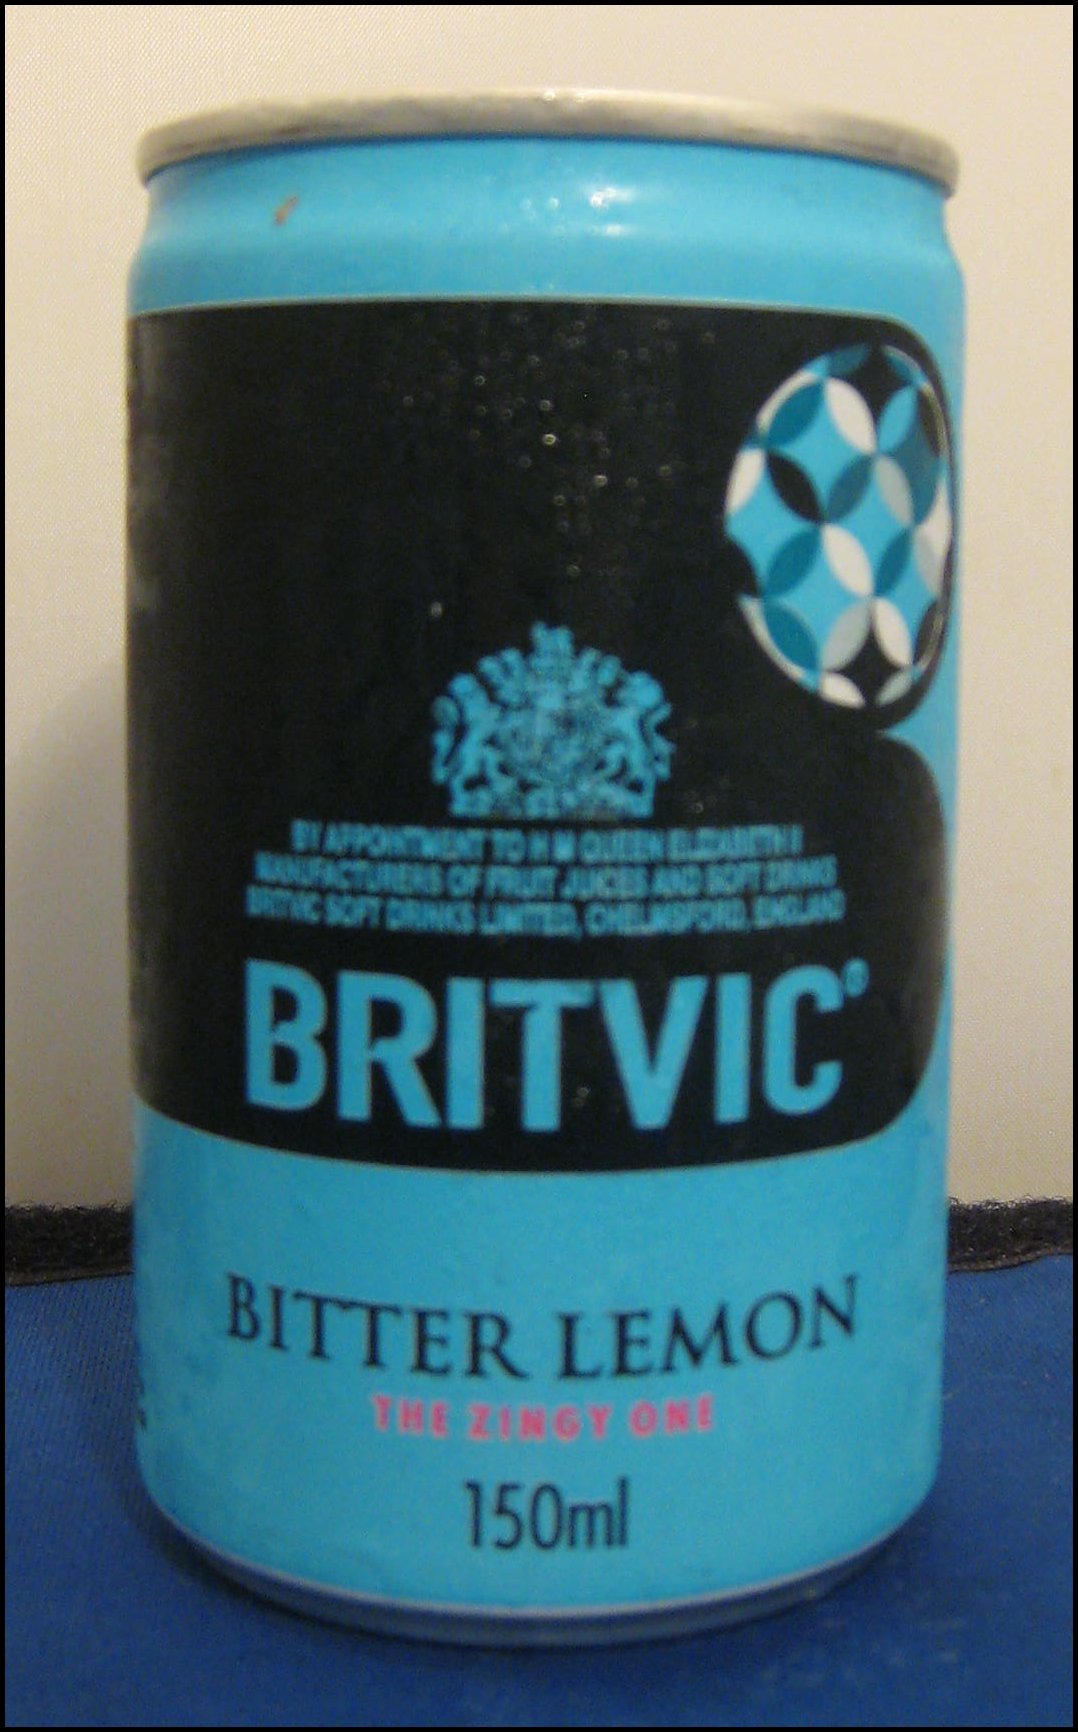 BY APPOINTMENT TO H M QUEEN ELIZABETH II
MANUFACTURERS OF FRUIT JUICES AND SOFT DRINKS
BRITVIC SOFT DRINKS LIMITED, CHELMSFORD, ENGLAND
BRITVIC®
BITTER LEMON
THE ZINGY ONE
150ml